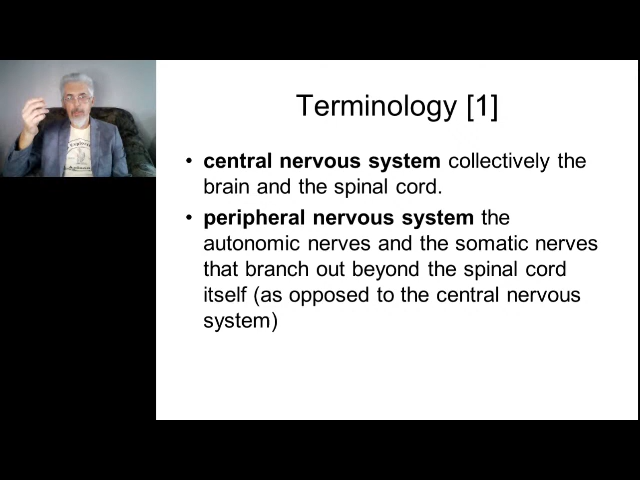 Terminology [1]
• central nervous system collectively the
brain and the spinal cord.
• peripheral nervous system the
autonomic nerves and the somatic nerves
that branch out beyond the spinal cord
itself (as opposed to the central nervous
system)